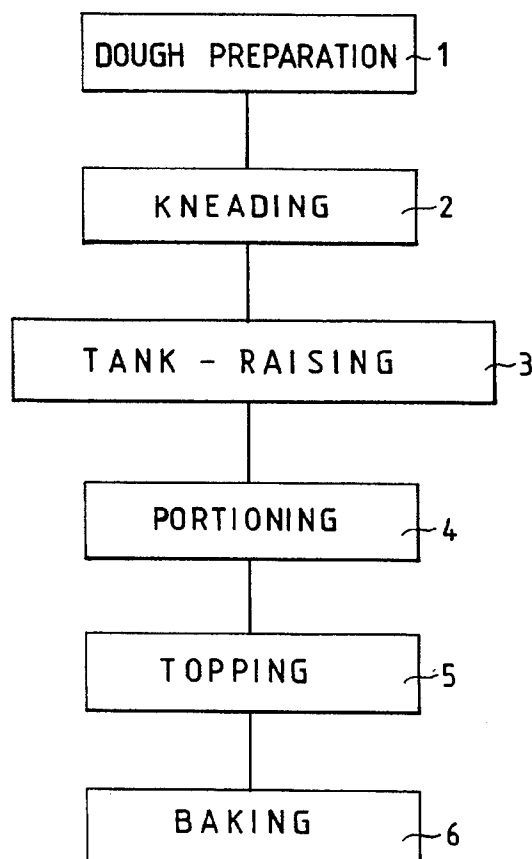 DOUGH PREPARATION 1
KNEADING 2
TANK - RAISING 3
PORTIONING 4
TOPPING 5
BAKING 6